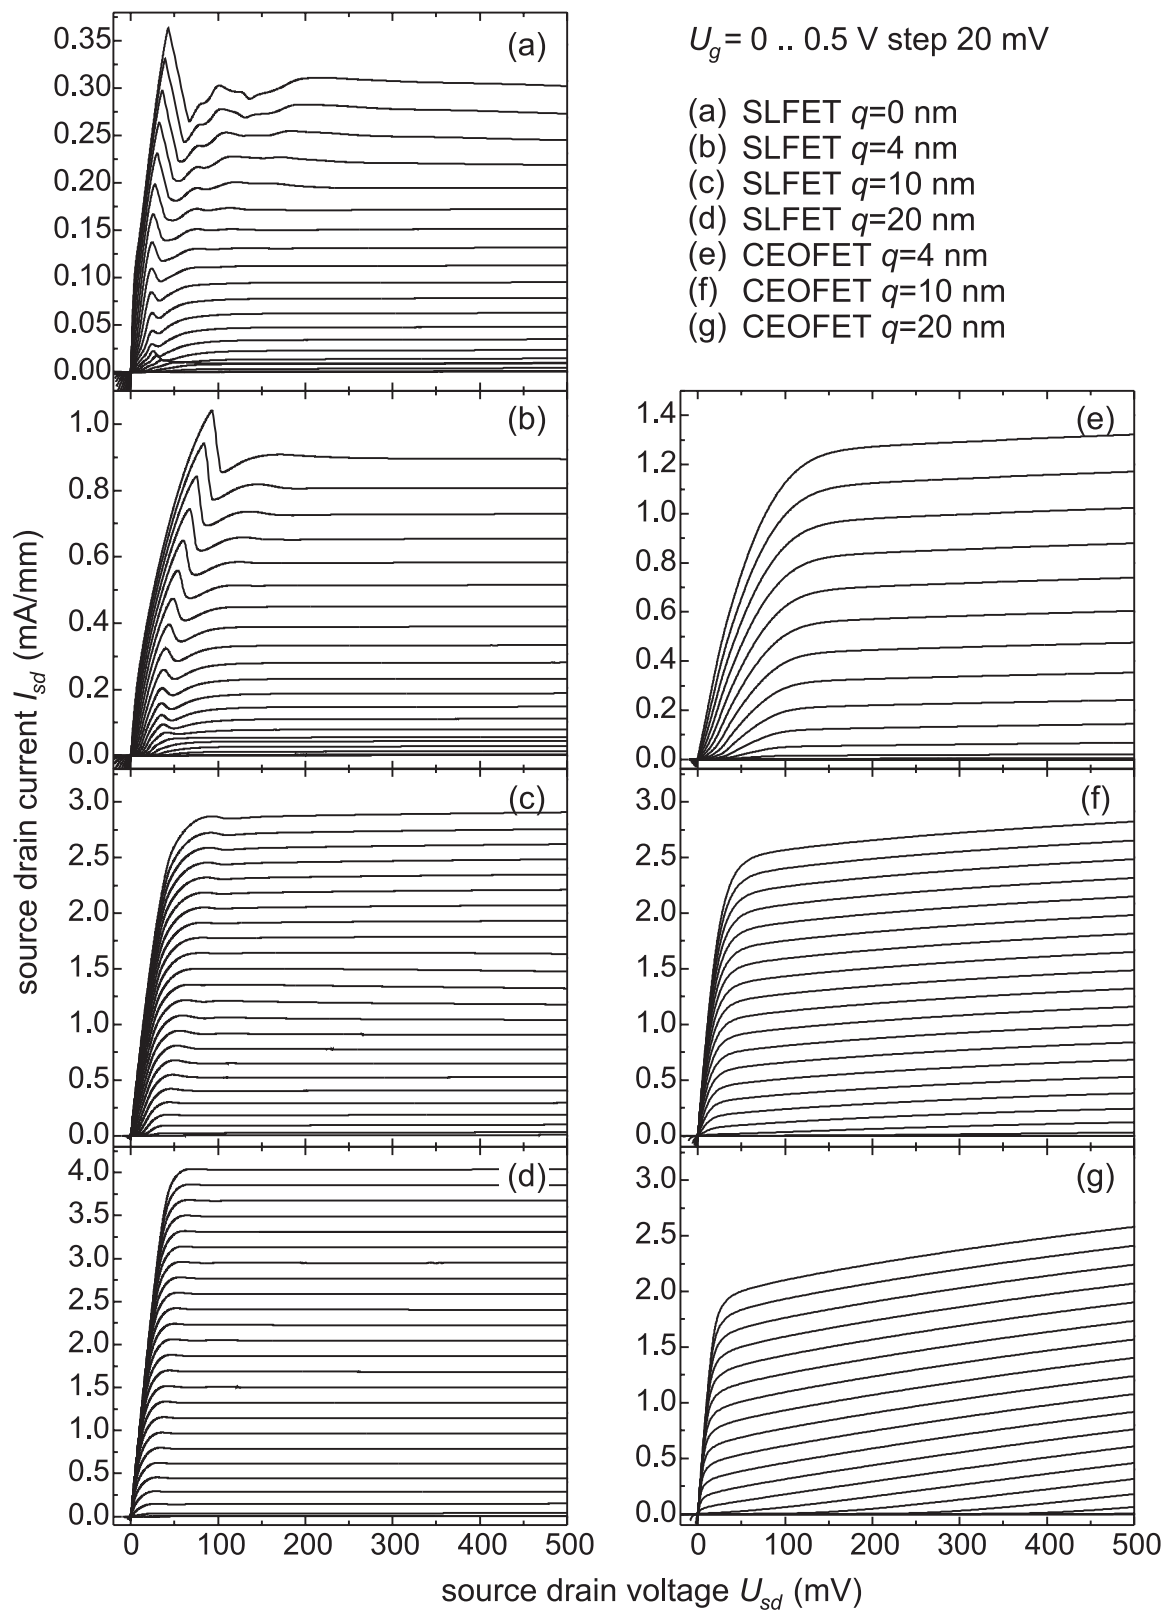 U_g = 0 .. 0.5 V step 20 mV
(a) SLFET q=0 nm
(b) SLFET q=4 nm
(c) SLFET q=10 nm
(d) SLFET q=20 nm
(e) CEOFET q=4 nm
(f) CEOFET q=10 nm
(g) CEOFET q=20 nm
(a)
0.35
0.30
0.25
0.20
0.15
0.10
0.05
0.00
(b)
1.0
0.8
0.6
0.4
0.2
0.0
(e)
1.4
1.2
1.0
0.8
0.6
0.4
0.2
0.0
(c)
3.0
2.5
2.0
1.5
1.0
0.5
0.0
(f)
3.0
2.5
2.0
1.5
1.0
0.5
0.0
(d)
4.0
3.5
3.0
2.5
2.0
1.5
1.0
0.5
0.0
(g)
3.0
2.5
2.0
1.5
1.0
0.5
0.0
0 100 200 300 400 500
0 100 200 300 400 500
source drain current I_sd (mA/mm)
source drain voltage U_sd (mV)